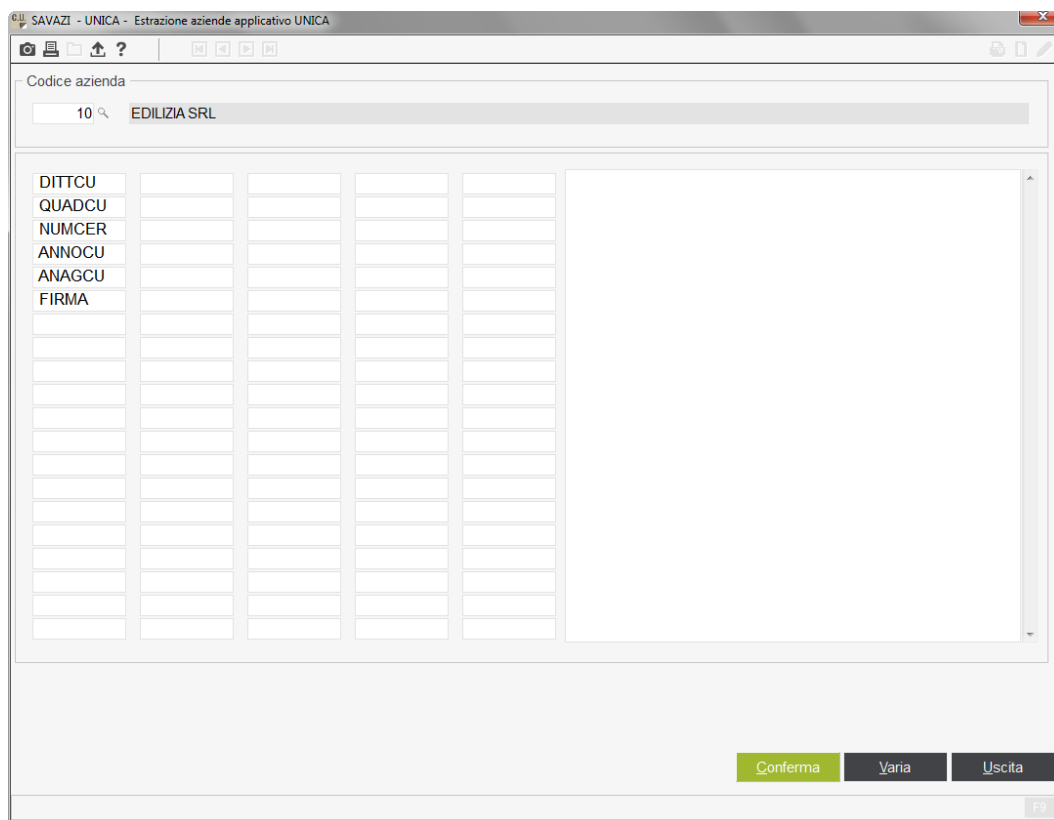 C.U. SAVAZI - UNICA - Estrazione aziende applicativo UNICA
?
Codice azienda
10 EDILIZIA SRL
DITTCU
QUADCU
NUMCER
ANNOCU
ANAGCU
FIRMA
Conferma Varia Uscita
F9